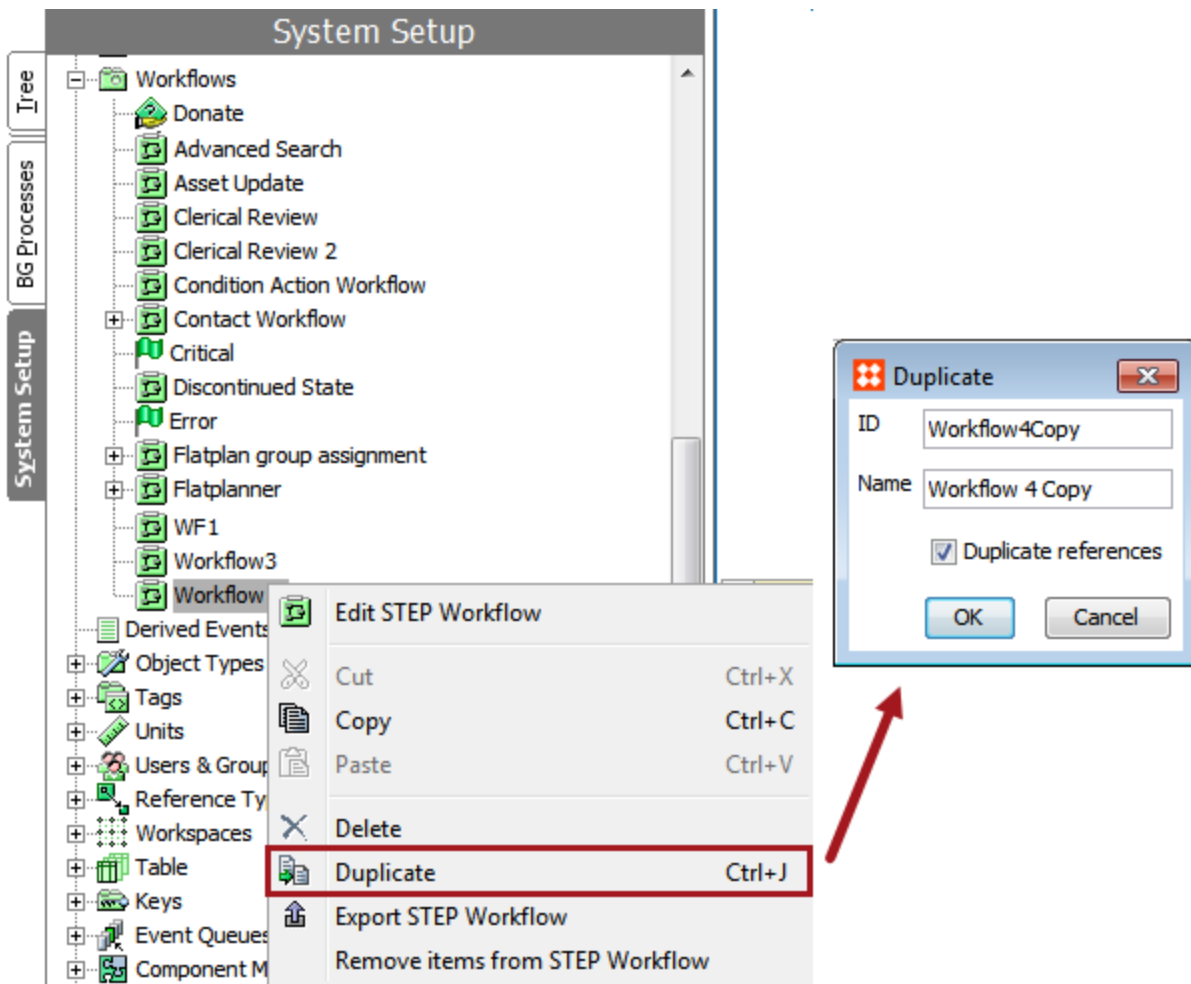 System Setup
Tree
BG Processes
System Setup
Workflows
Donate
Advanced Search
Asset Update
Clerical Review
Clerical Review 2
Condition Action Workflow
Contact Workflow
Critical
Discontinued State
Error
Flatplan group assignment
Flatplanner
WF1
Workflow3
Workflow
Derived Events
Object Types
Tags
Units
Users & Group
Reference Ty
Workspaces
Table
Keys
Event Queues
Component M
Edit STEP Workflow
Cut Ctrl+X
Copy Ctrl+C
Paste Ctrl+V
Delete
Duplicate Ctrl+J
Export STEP Workflow
Remove items from STEP Workflow
Duplicate
ID Workflow4Copy
Name Workflow 4 Copy
Duplicate references
OK Cancel